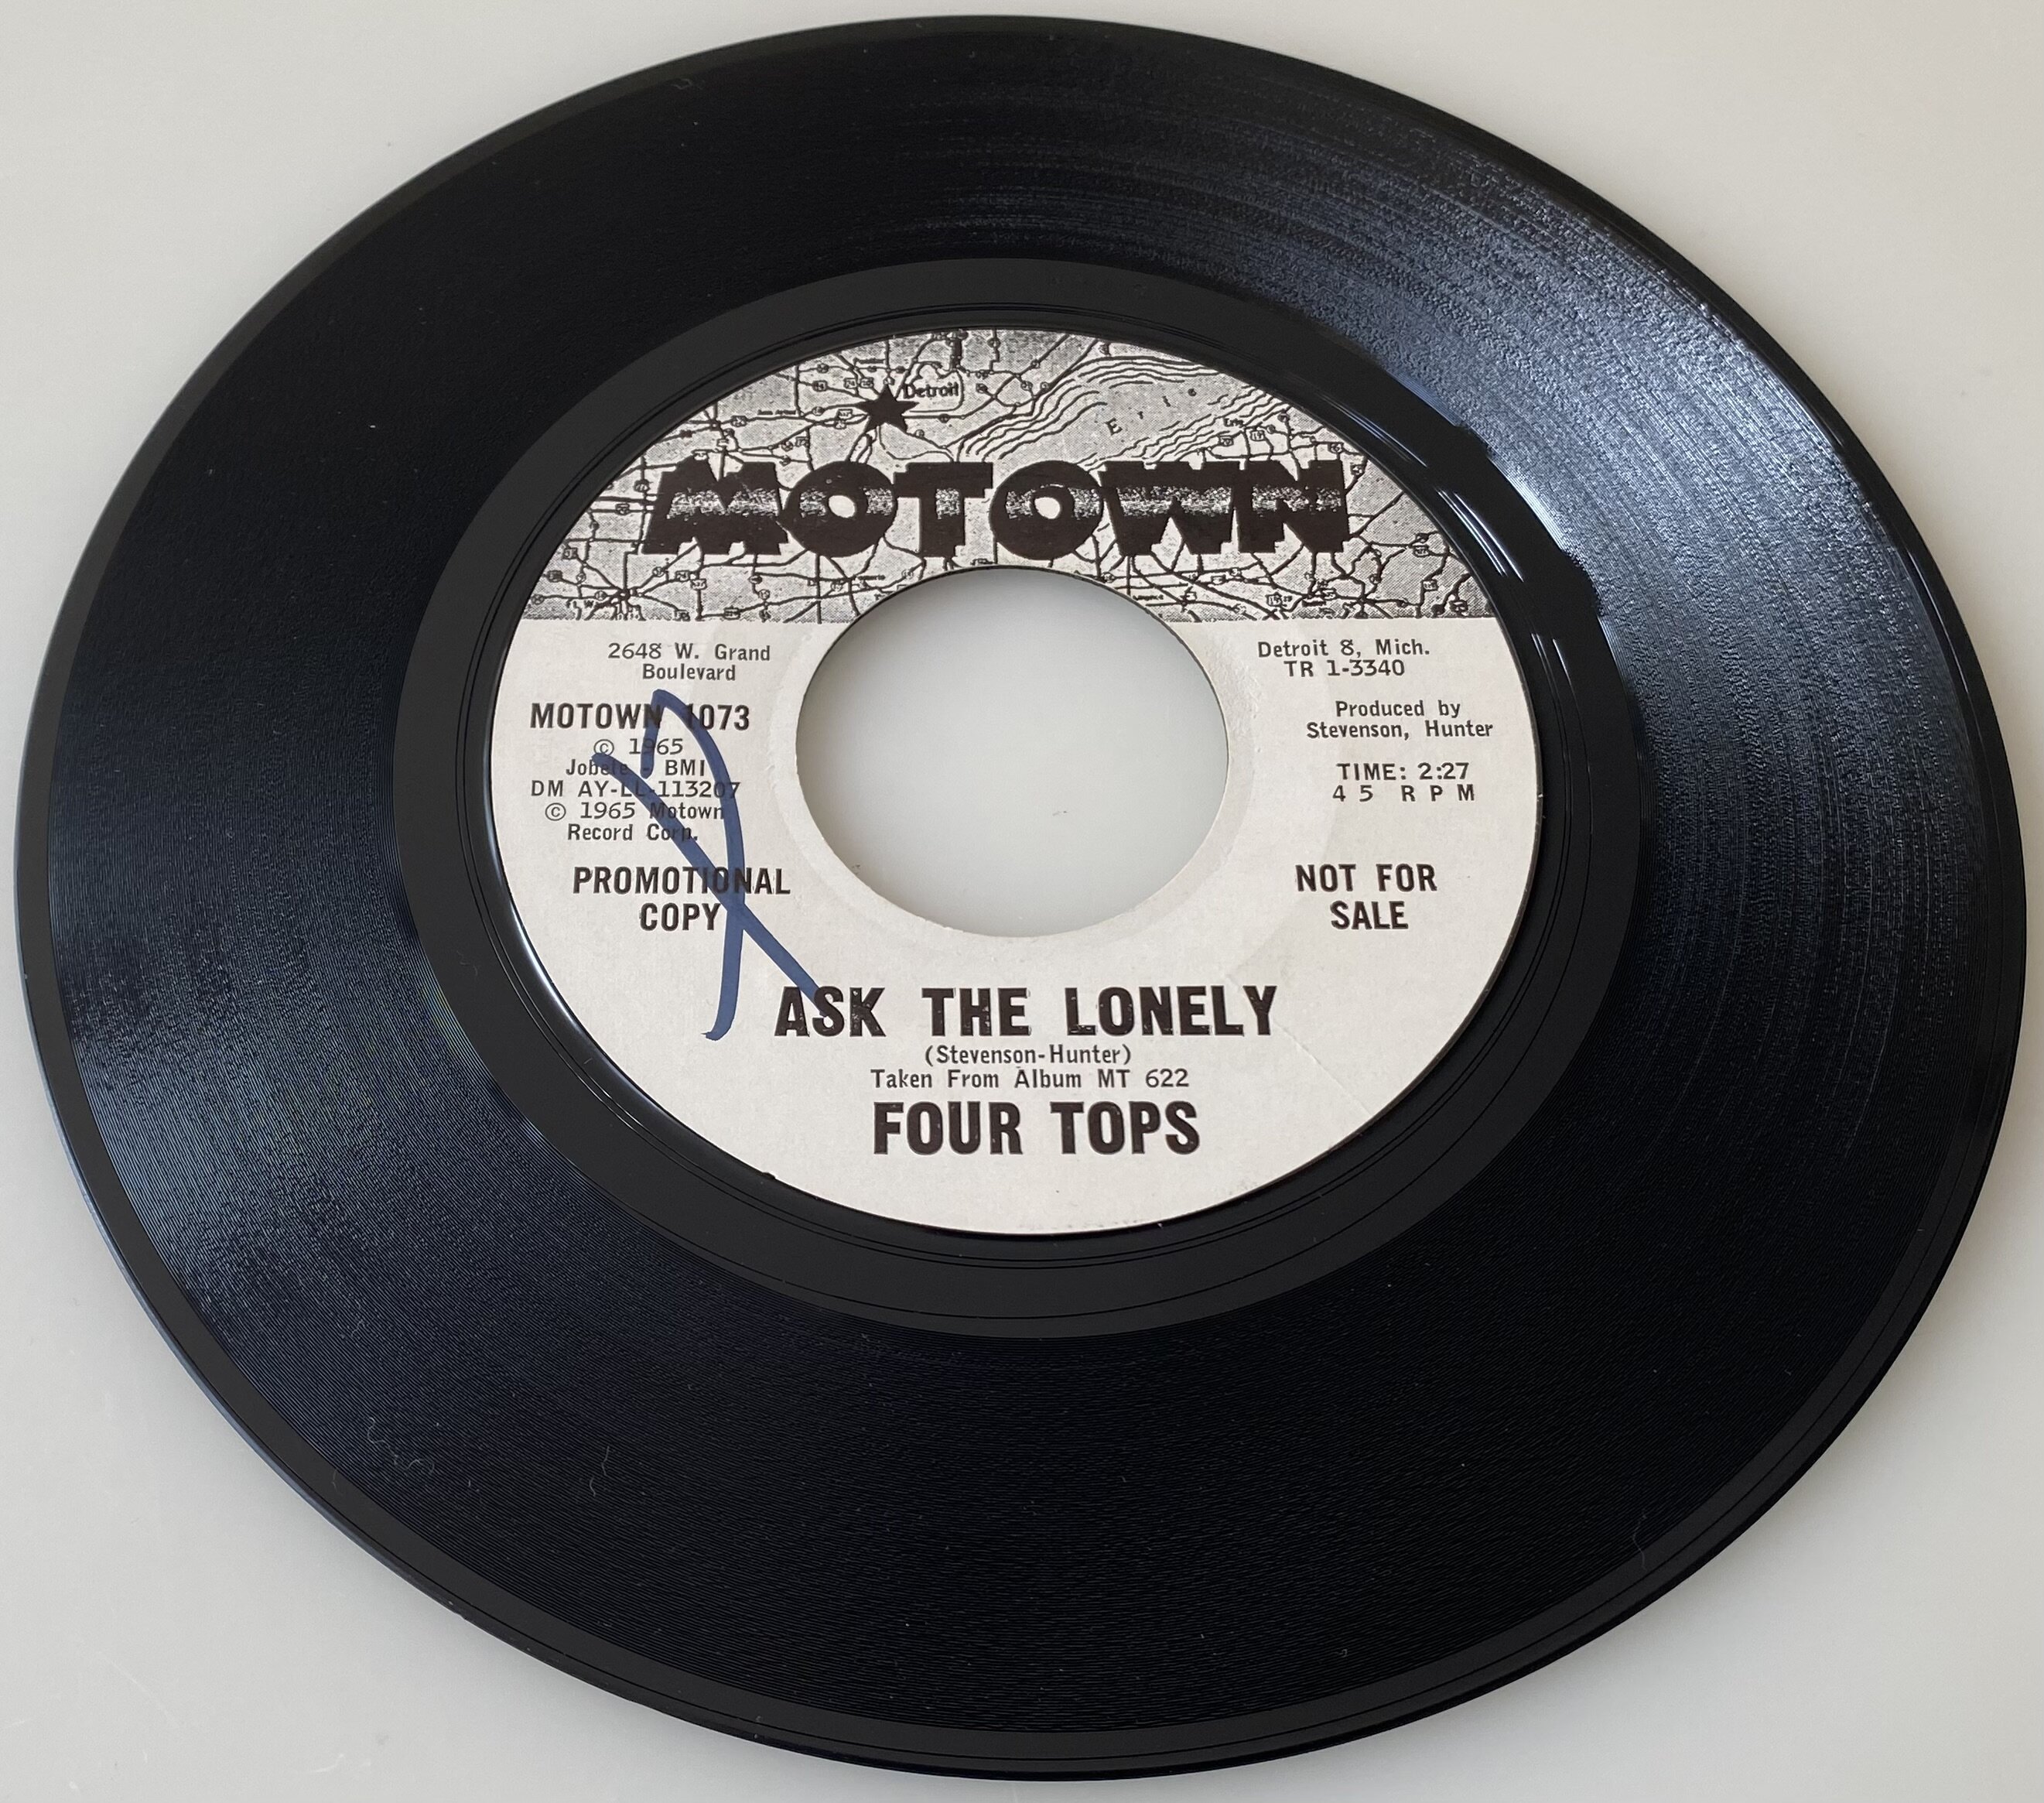 Detroit
Erie
MOTOWN
2648 W. Grand
Boulevard
MOTOWN 1073
© 1965
Jobete - BMI
DM AY-LL-113207
© 1965 Motown
Record Corp.
PROMOTIONAL
COPY
Detroit 8, Mich.
TR 1-3340
Produced by
Stevenson, Hunter
TIME: 2:27
45 RPM
NOT FOR
SALE
ASK THE LONELY
(Stevenson-Hunter)
Taken From Album MT 622
FOUR TOPS